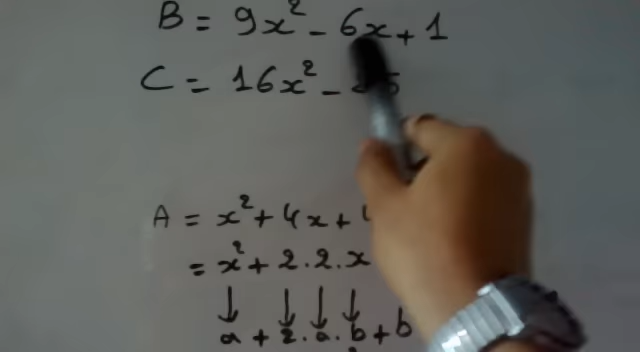 B = 9x² - 6x + 1
C = 16x² -
A = x² + 4x +
= x² + 2.2.x
↓ ↓ ↓ ↓
a + 2.a.b + b